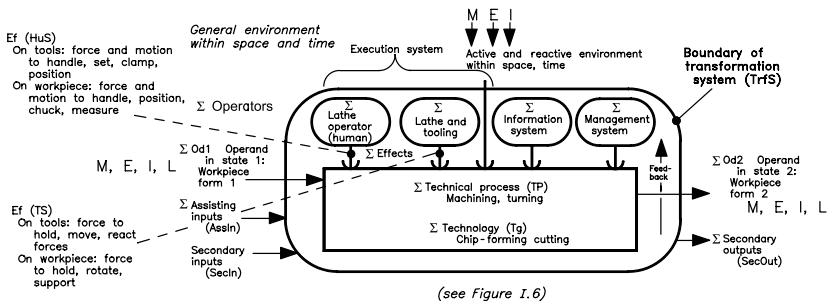 Ef (HuS)
On tools: force and motion
to handle, set, clamp,
position
On workpiece: force and
motion to handle, position,
chuck, measure
General environment
within space and time
Execution system
M E I
Active and reactive environment
within space, time
Boundary of
transformation
system (TrfS)
Σ Operators
Σ
Lathe
operator
(human)
Σ
Lathe and
tooling
Σ
Information
system
Σ
Management
system
Σ Effects
Feed-
back
Σ Od1 Operand
in state 1:
Workpiece
form 1
M, E, I, L
Σ Technical process (TP)
Machining, turning
Σ Technology (Tg)
Chip-forming cutting
Σ Od2 Operand
in state 2:
Workpiece
form 2
M, E, I, L
Ef (TS)
On tools: force to
hold, move, react
forces
On workpiece: force
to hold, rotate,
support
Σ Assisting
inputs
(AssIn)
Secondary
inputs
(SecIn)
Σ Secondary
outputs
(SecOut)
(see Figure I.6)